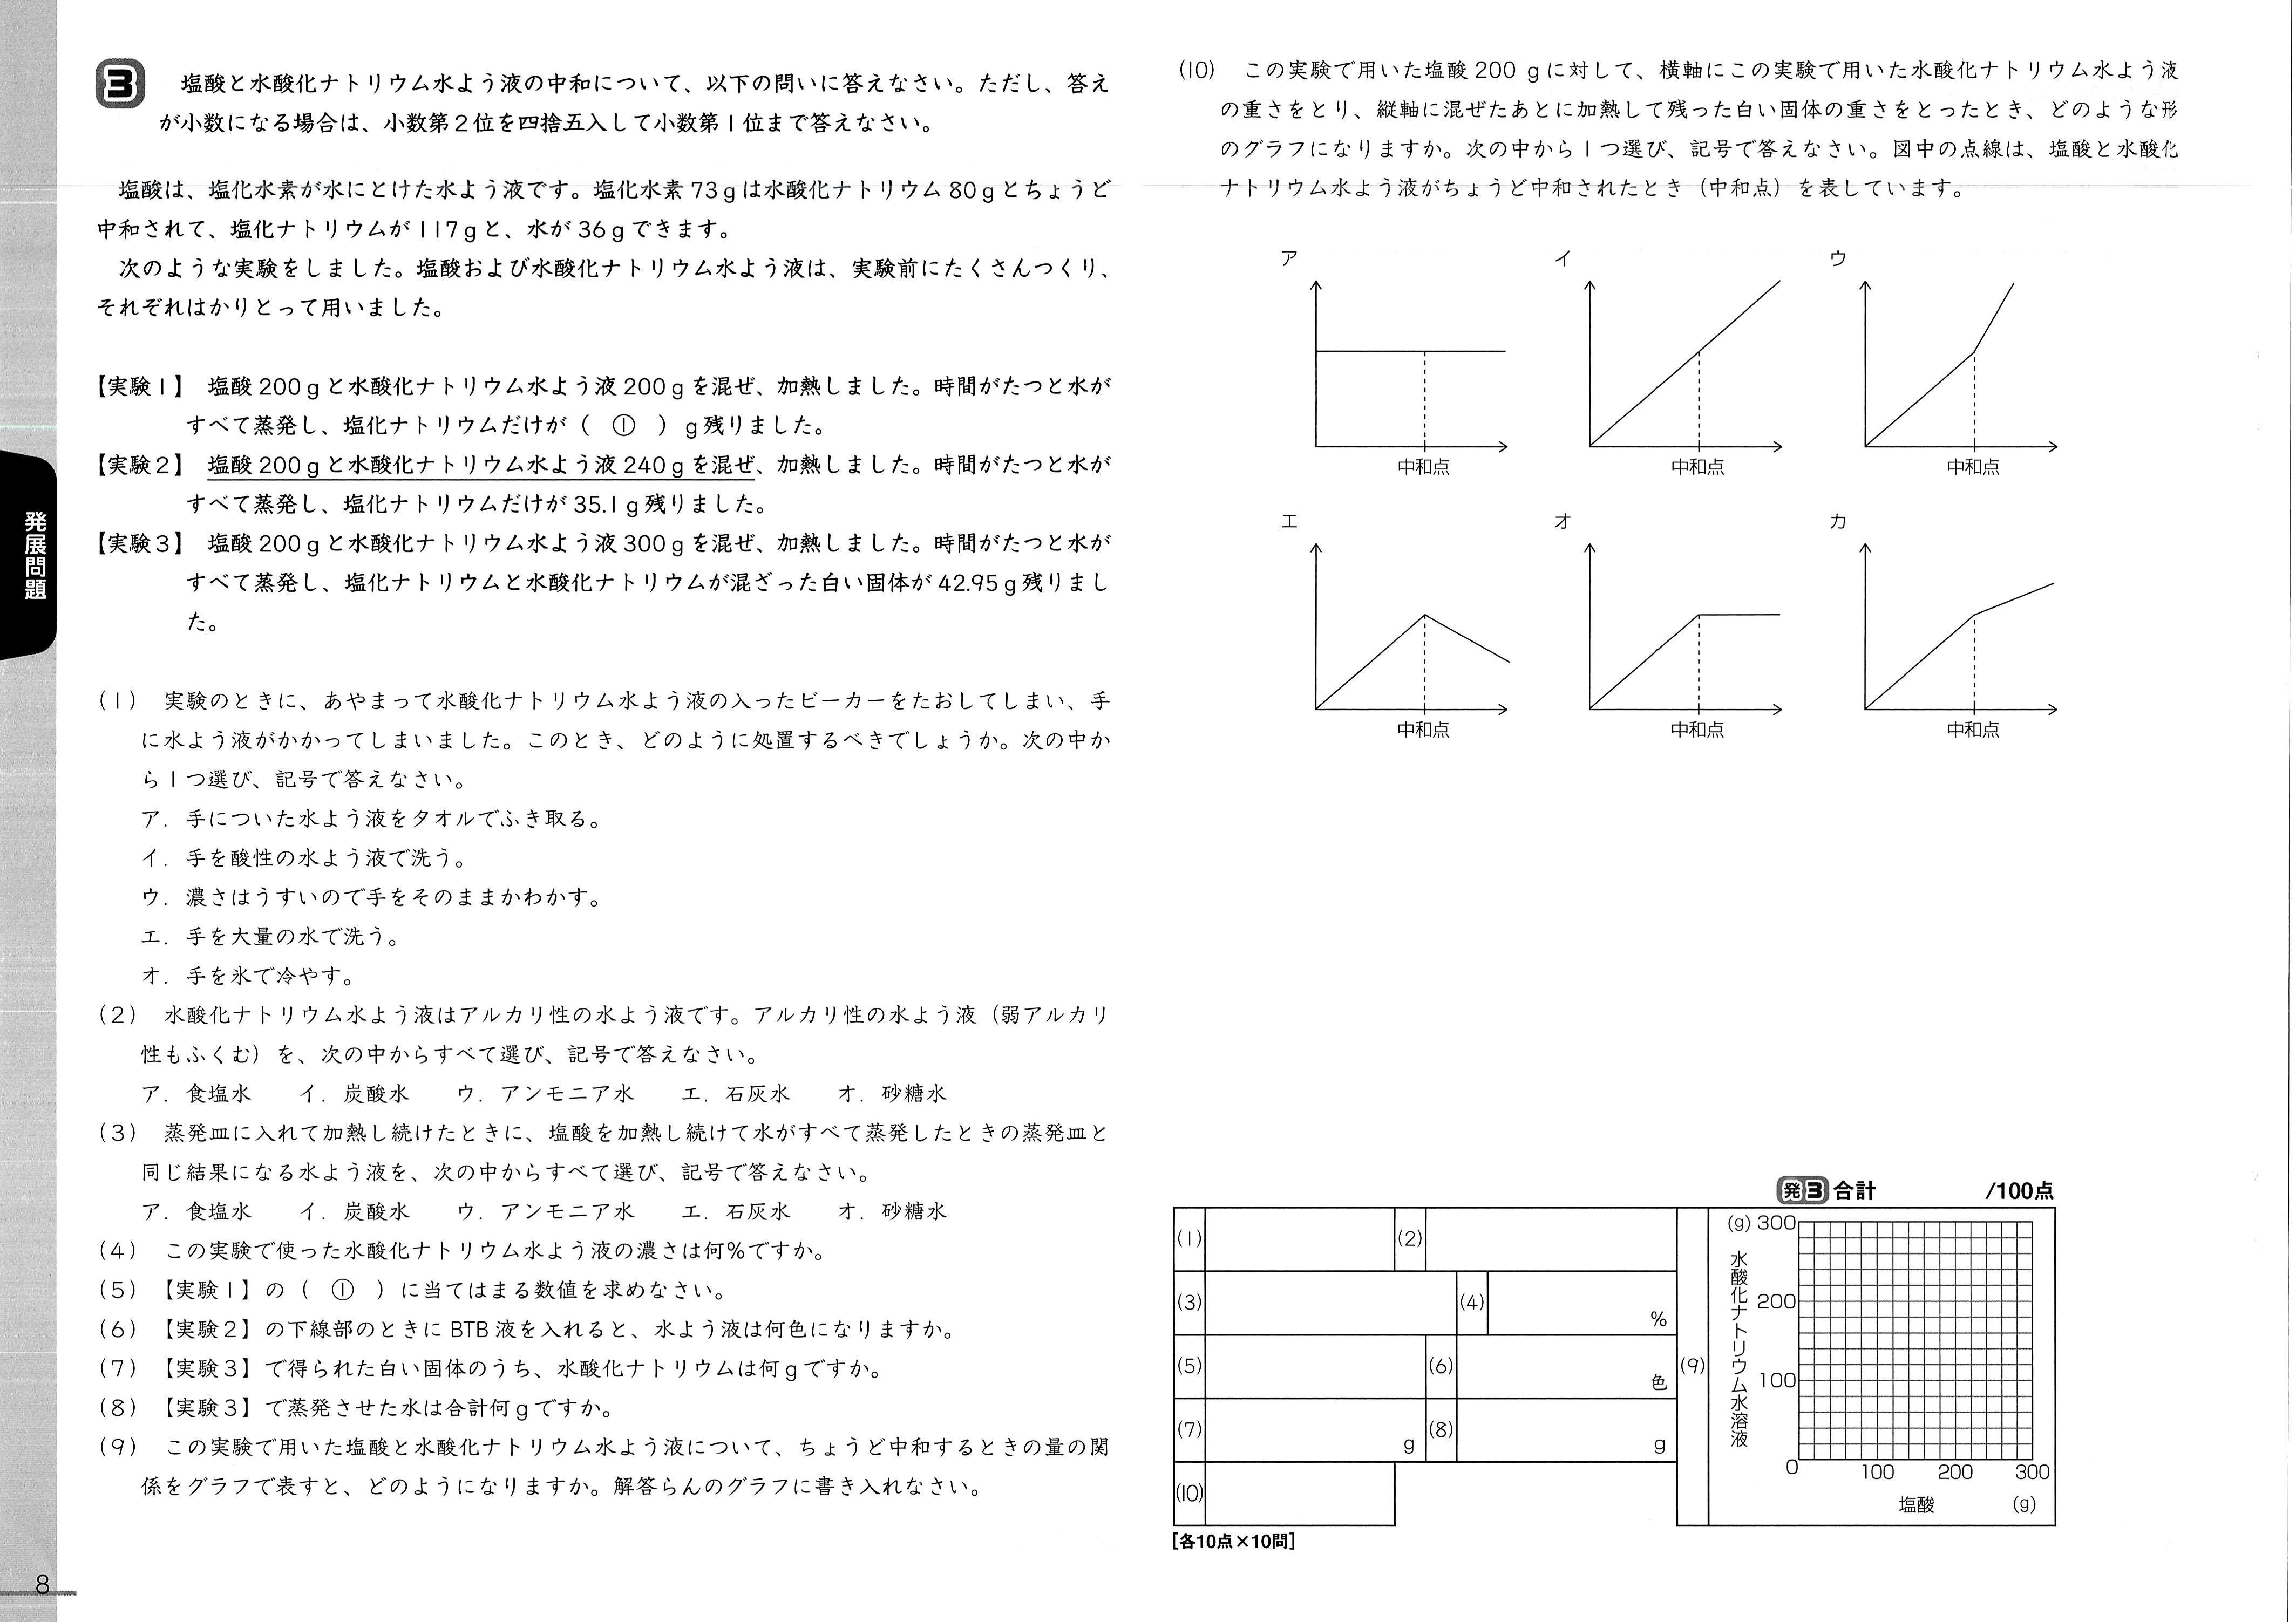 3 塩酸と水酸化ナトリウム水よう液の中和について、以下の問いに答えなさい。ただし、答え
が小数になる場合は、小数第2位を四捨五入して小数第1位まで答えなさい。
塩酸は、塩化水素が水にとけた水よう液です。塩化水素73gは水酸化ナトリウム80gとちょうど
中和されて、塩化ナトリウムが117gと、水が36gできます。
次のような実験をしました。塩酸および水酸化ナトリウム水よう液は、実験前にたくさんつくり、
それぞれはかりとって用いました。
【実験1】 塩酸200gと水酸化ナトリウム水よう液200gを混ぜ、加熱しました。時間がたつと水が
すべて蒸発し、塩化ナトリウムだけが（ ① ）g残りました。
【実験2】 塩酸200gと水酸化ナトリウム水よう液240gを混ぜ、加熱しました。時間がたつと水が
すべて蒸発し、塩化ナトリウムだけが35.1g残りました。
【実験3】 塩酸200gと水酸化ナトリウム水よう液300gを混ぜ、加熱しました。時間がたつと水が
すべて蒸発し、塩化ナトリウムと水酸化ナトリウムが混ざった白い固体が42.95g残りまし
た。
（1） 実験のときに、あやまって水酸化ナトリウム水よう液の入ったビーカーをたおしてしまい、手
に水よう液がかかってしまいました。このとき、どのように処置するべきでしょうか。次の中か
ら1つ選び、記号で答えなさい。
ア．手についた水よう液をタオルでふき取る。
イ．手を酸性の水よう液で洗う。
ウ．濃さはうすいので手をそのままかわかす。
エ．手を大量の水で洗う。
オ．手を氷で冷やす。
（2） 水酸化ナトリウム水よう液はアルカリ性の水よう液です。アルカリ性の水よう液（弱アルカリ
性もふくむ）を、次の中からすべて選び、記号で答えなさい。
ア．食塩水 イ．炭酸水 ウ．アンモニア水 エ．石灰水 オ．砂糖水
（3） 蒸発皿に入れて加熱し続けたときに、塩酸を加熱し続けて水がすべて蒸発したときの蒸発皿と
同じ結果になる水よう液を、次の中からすべて選び、記号で答えなさい。
ア．食塩水 イ．炭酸水 ウ．アンモニア水 エ．石灰水 オ．砂糖水
（4） この実験で使った水酸化ナトリウム水よう液の濃さは何％ですか。
（5） 【実験1】の（ ① ）に当てはまる数値を求めなさい。
（6） 【実験2】の下線部のときにBTB液を入れると、水よう液は何色になりますか。
（7） 【実験3】で得られた白い固体のうち、水酸化ナトリウムは何gですか。
（8） 【実験3】で蒸発させた水は合計何gですか。
（9） この実験で用いた塩酸と水酸化ナトリウム水よう液について、ちょうど中和するときの量の関
係をグラフで表すと、どのようになりますか。解答らんのグラフに書き入れなさい。
発展問題
8
（10） この実験で用いた塩酸200gに対して、横軸にこの実験で用いた水酸化ナトリウム水よう液
の重さをとり、縦軸に混ぜたあとに加熱して残った白い固体の重さをとったとき、どのような形
のグラフになりますか。次の中から1つ選び、記号で答えなさい。図中の点線は、塩酸と水酸化
ナトリウム水よう液がちょうど中和されたとき（中和点）を表しています。
ア イ ウ
中和点 中和点 中和点
エ オ カ
中和点 中和点 中和点
発3 合計 /100点
(1) (2)
(3) (4) %
(5) (6) 色
(7) g (8) g
(10)
(9)
(g) 300
200
100
0 100 200 300
水酸化ナトリウム水溶液
塩酸 (g)
[各10点×10問]